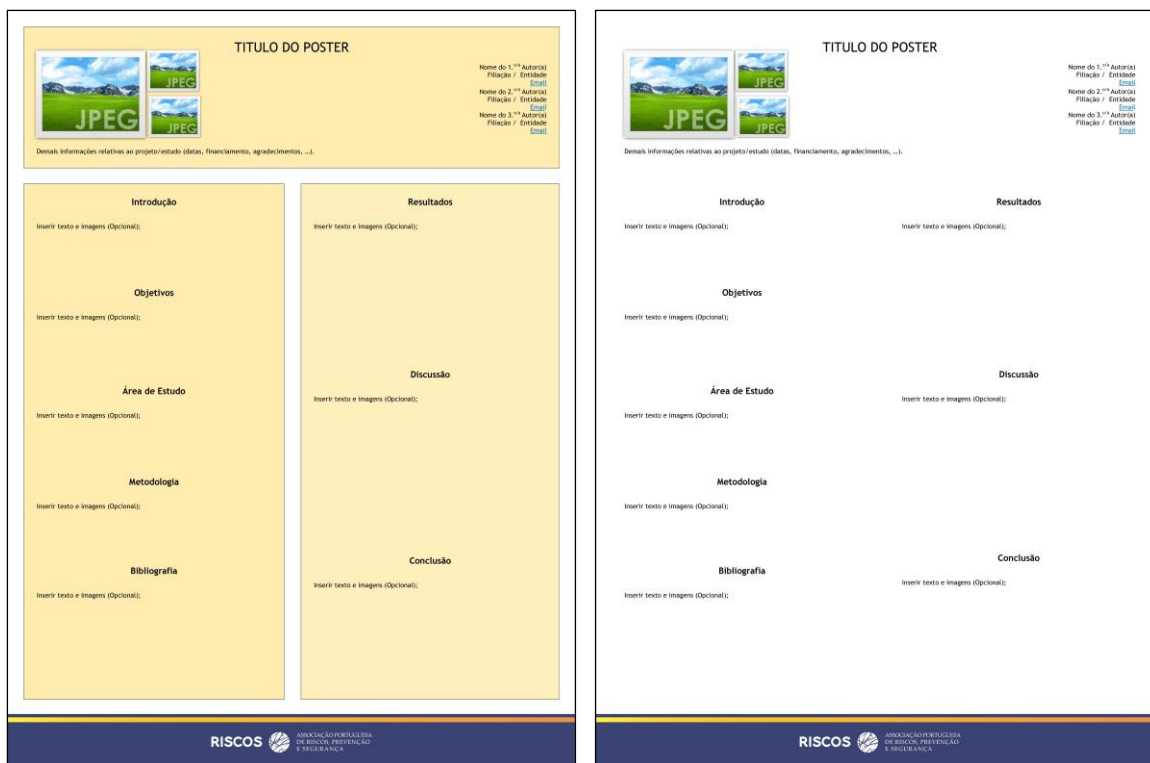 TITULO DO POSTER
JPEG
JPEG
JPEG
Nome do 1.º/ª Autor(a)
Filiação / Entidade
Email
Nome do 2.º/ª Autor(a)
Filiação / Entidade
Email
Nome do 3.º/ª Autor(a)
Filiação / Entidade
Email
Demais informações relativas ao projeto/estudo (datas, financiamento, agradecimentos, …).
Introdução
Inserir texto e imagens (Opcional);
Objetivos
Inserir texto e imagens (Opcional);
Área de Estudo
Inserir texto e imagens (Opcional);
Metodologia
Inserir texto e imagens (Opcional);
Bibliografia
Inserir texto e imagens (Opcional);
Resultados
Inserir texto e imagens (Opcional);
Discussão
Inserir texto e imagens (Opcional);
Conclusão
Inserir texto e imagens (Opcional);
RISCOS
ASSOCIAÇÃO PORTUGUESA
DE RISCOS, PREVENÇÃO
E SEGURANÇA
TITULO DO POSTER
JPEG
JPEG
JPEG
Nome do 1.º/ª Autor(a)
Filiação / Entidade
Email
Nome do 2.º/ª Autor(a)
Filiação / Entidade
Email
Nome do 3.º/ª Autor(a)
Filiação / Entidade
Email
Demais informações relativas ao projeto/estudo (datas, financiamento, agradecimentos, …).
Introdução
Inserir texto e imagens (Opcional);
Objetivos
Inserir texto e imagens (Opcional);
Área de Estudo
Inserir texto e imagens (Opcional);
Metodologia
Inserir texto e imagens (Opcional);
Bibliografia
Inserir texto e imagens (Opcional);
Resultados
Inserir texto e imagens (Opcional);
Discussão
Inserir texto e imagens (Opcional);
Conclusão
Inserir texto e imagens (Opcional);
RISCOS
ASSOCIAÇÃO PORTUGUESA
DE RISCOS, PREVENÇÃO
E SEGURANÇA